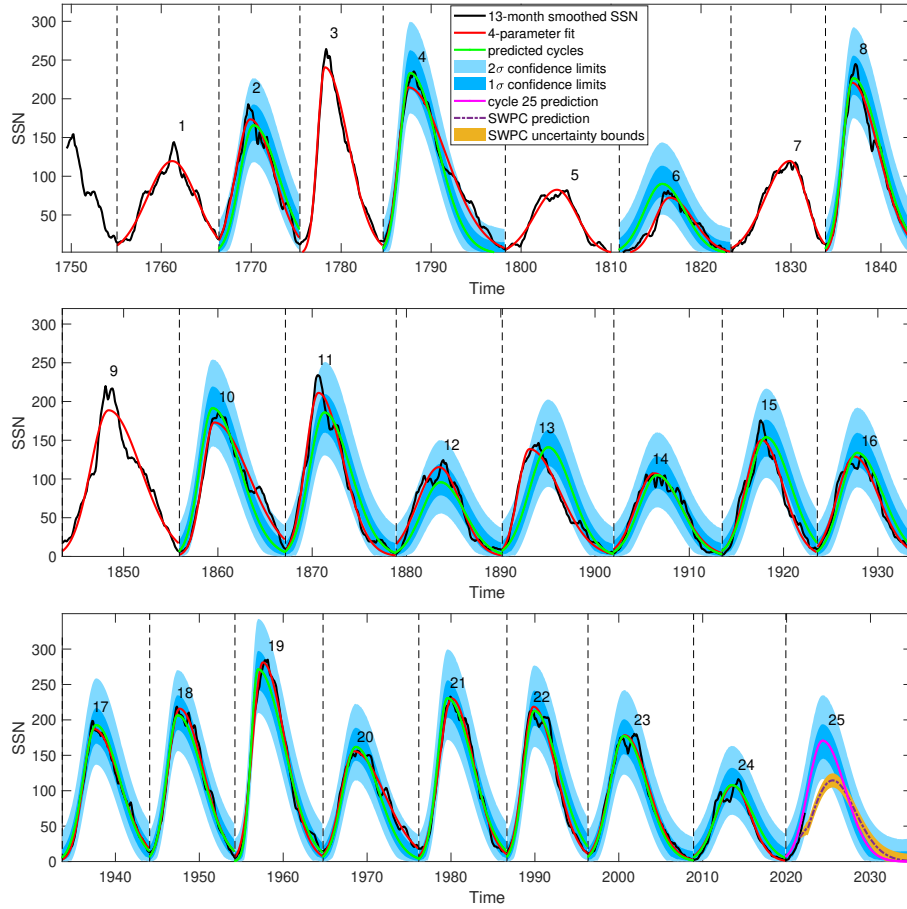 300
250
200
150
100
50
SSN
1
2
3
4
5
6
7
8
13-month smoothed SSN
4-parameter fit
predicted cycles
2σ confidence limits
1σ confidence limits
cycle 25 prediction
SWPC prediction
SWPC uncertainty bounds
1750 1760 1770 1780 1790 1800 1810 1820 1830 1840
Time
300
250
200
150
100
50
0
SSN
9
10
11
12
13
14
15
16
1850 1860 1870 1880 1890 1900 1910 1920 1930
Time
300
250
200
150
100
50
0
SSN
17
18
19
20
21
22
23
24
25
1940 1950 1960 1970 1980 1990 2000 2010 2020 2030
Time